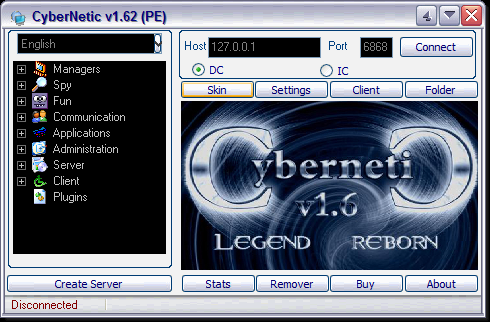 CyberNetic v1.62 (PE)
English
Host 127.0.0.1 Port 6868 Connect
DC IC
Skin Settings Client Folder
Managers
Spy
Fun
Communication
Applications
Administration
Server
Client
Plugins
Cyberneti
v1.6
LEGEND REBORN
Create Server Stats Remover Buy About
Disconnected